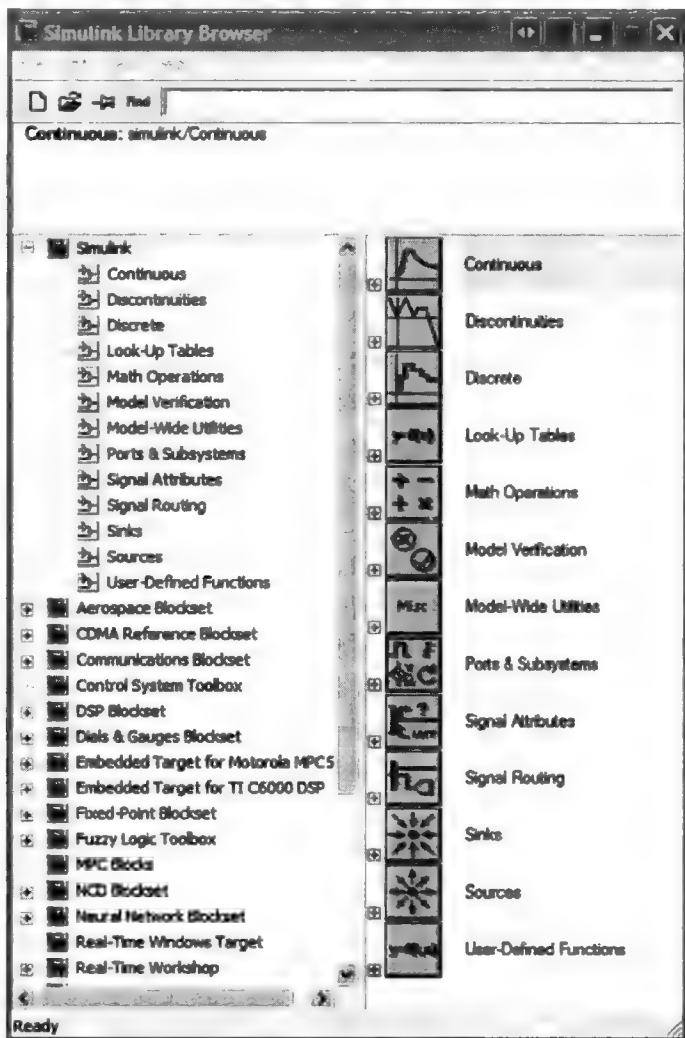 Simulink Library Browser
Find
Continuous: simulink/Continuous
Simulink
Continuous
Discontinuities
Discrete
Look-Up Tables
Math Operations
Model Verification
Model-Wide Utilities
Ports & Subsystems
Signal Attributes
Signal Routing
Sinks
Sources
User-Defined Functions
Aerospace Blockset
CDMA Reference Blockset
Communications Blockset
Control System Toolbox
DSP Blockset
Dials & Gauges Blockset
Embedded Target for Motorola MPC5
Embedded Target for TI C6000 DSP
Fixed-Point Blockset
Fuzzy Logic Toolbox
MPC Blocks
NCD Blockset
Neural Network Blockset
Real-Time Windows Target
Real-Time Workshop
Continuous
Discontinuities
Discrete
y=f(u) Look-Up Tables
Math Operations
Model Verification
Misc Model-Wide Utilities
Ports & Subsystems
Signal Attributes
Signal Routing
Sinks
Sources
y=f(u) User-Defined Functions
Ready